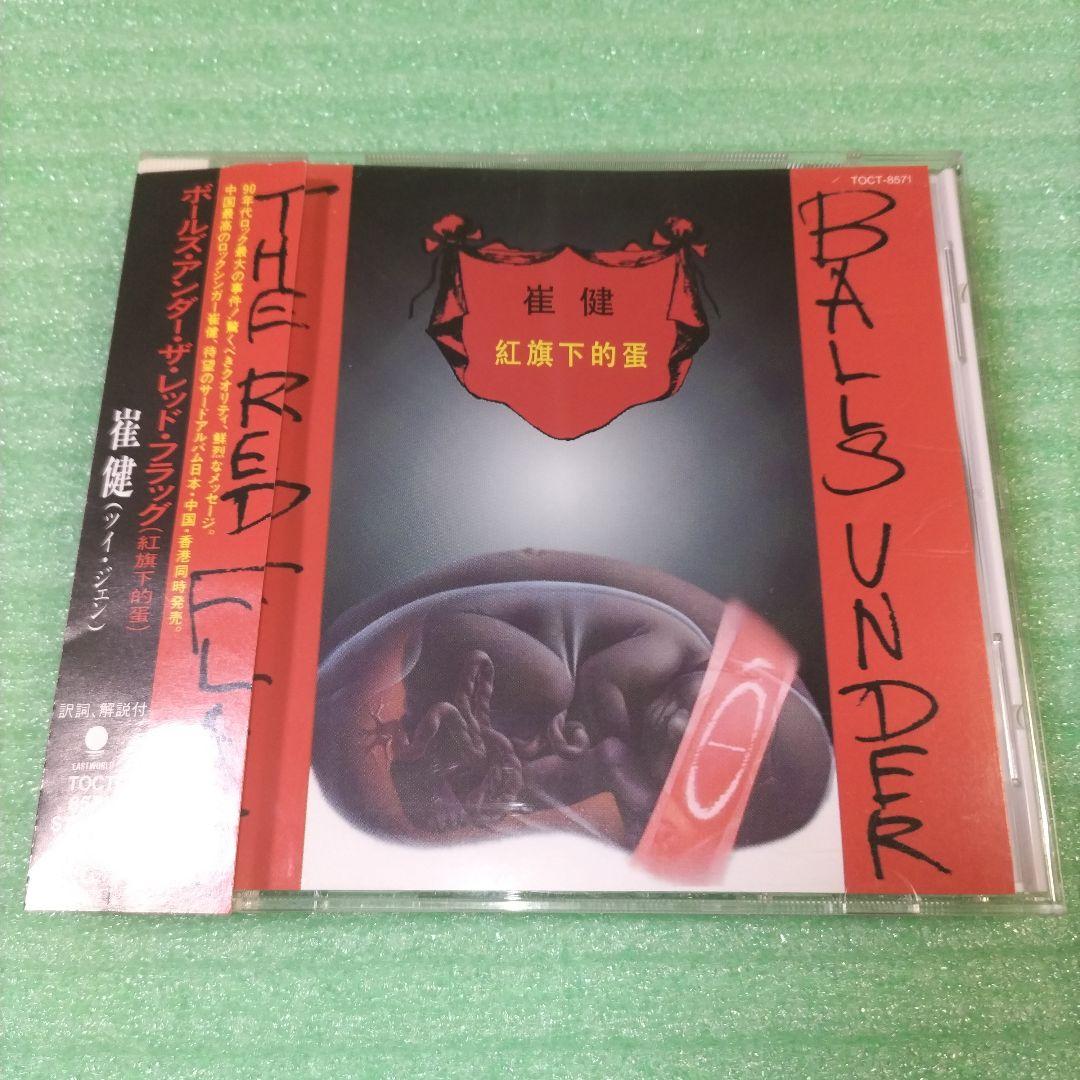 TOCT-8571
BALLS UNDER
THE RED
崔健
紅旗下的蛋
90年代ロック最大の事件!驚くべきクオリティ、鮮烈なメッセージ。
中国最高のロックシンガー崔健、待望のサードアルバム日本・中国・香港同時発売。
ボールズ・アンダー・ザ・レッド・フラッグ(紅旗下的蛋)
崔健(ツイ・ジェン)
訳詞、解説付
EASTWORLD
TOCT